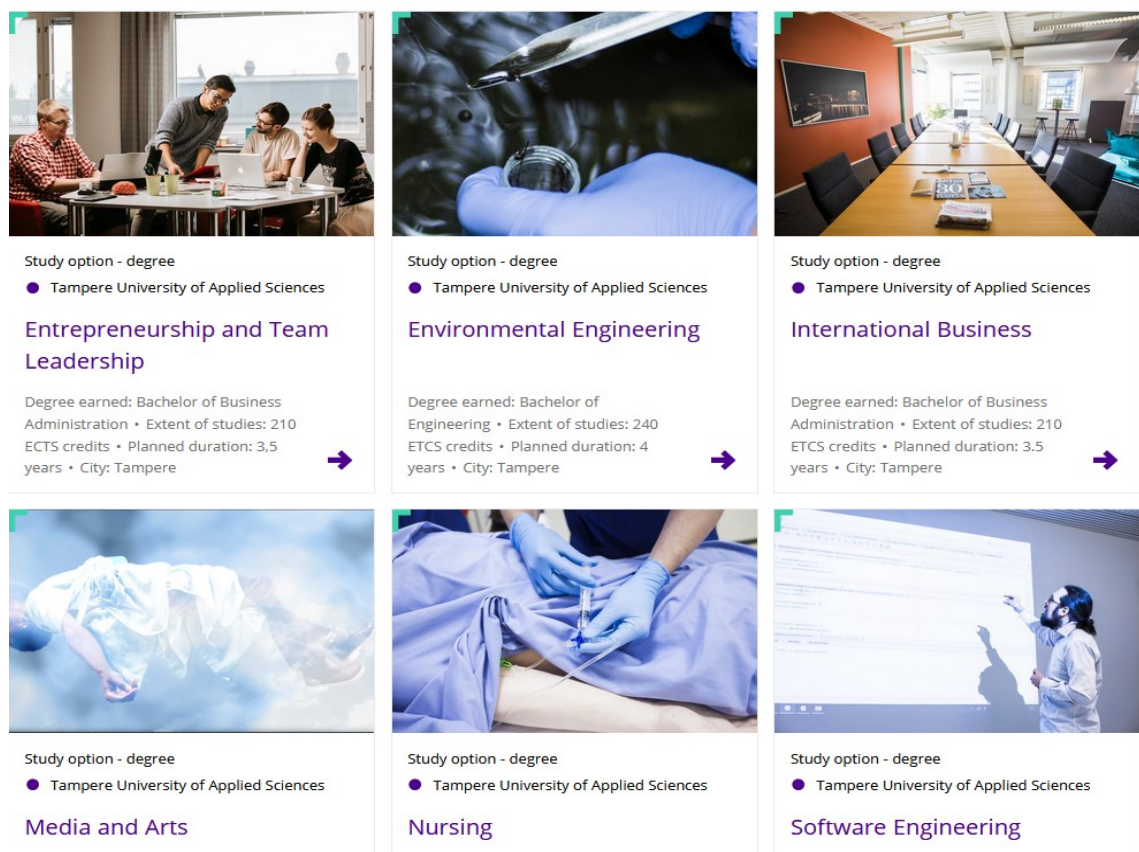 Study option - degree
Tampere University of Applied Sciences
Entrepreneurship and Team
Leadership
Degree earned: Bachelor of Business
Administration • Extent of studies: 210
ECTS credits • Planned duration: 3,5
years • City: Tampere
Study option - degree
Tampere University of Applied Sciences
Environmental Engineering
Degree earned: Bachelor of
Engineering • Extent of studies: 240
ETCS credits • Planned duration: 4
years • City: Tampere
Study option - degree
Tampere University of Applied Sciences
International Business
Degree earned: Bachelor of Business
Administration • Extent of studies: 210
ETCS credits • Planned duration: 3.5
years • City: Tampere
Study option - degree
Tampere University of Applied Sciences
Media and Arts
Study option - degree
Tampere University of Applied Sciences
Nursing
Study option - degree
Tampere University of Applied Sciences
Software Engineering